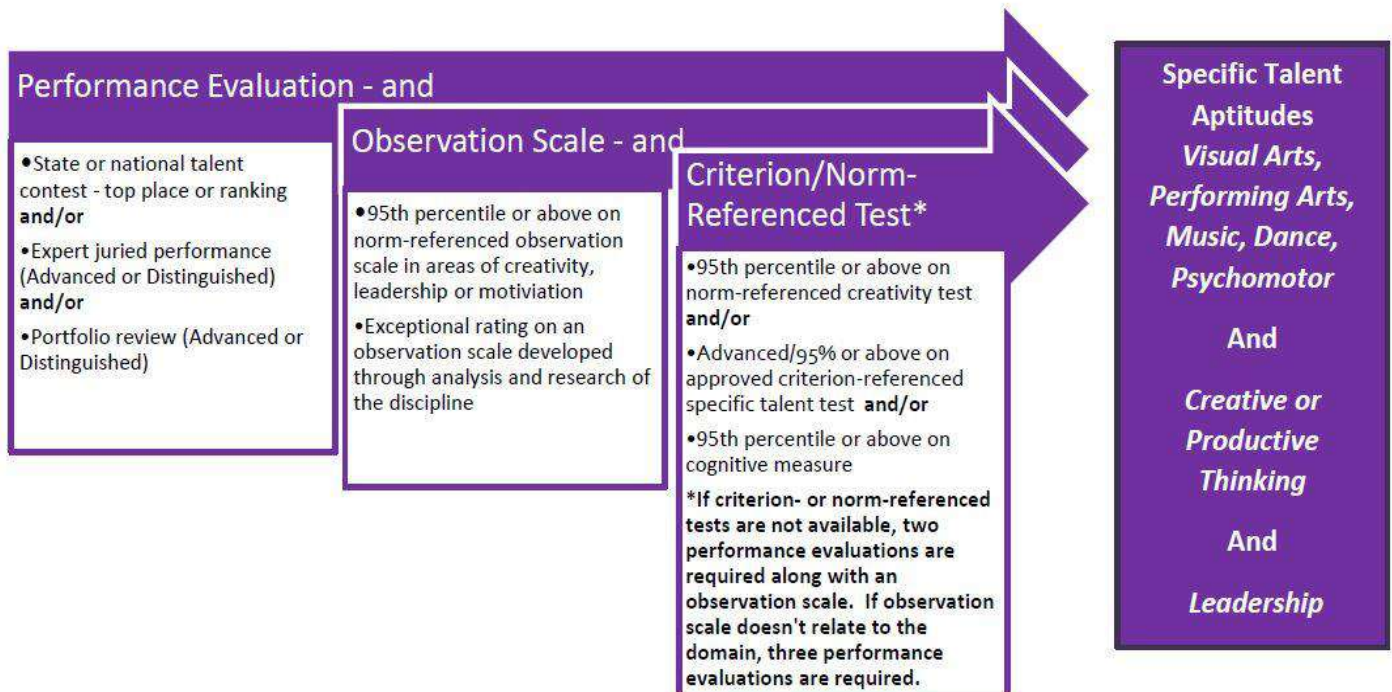 Performance Evaluation - and
•State or national talent
contest - top place or ranking
and/or
•Expert juried performance
(Advanced or Distinguished)
and/or
•Portfolio review (Advanced or
Distinguished)
Observation Scale - and
•95th percentile or above on
norm-referenced observation
scale in areas of creativity,
leadership or motiviation
•Exceptional rating on an
observation scale developed
through analysis and research of
the discipline
Criterion/Norm-
Referenced Test*
•95th percentile or above on
norm-referenced creativity test
and/or
•Advanced/95% or above on
approved criterion-referenced
specific talent test and/or
•95th percentile or above on
cognitive measure
*If criterion- or norm-referenced
tests are not available, two
performance evaluations are
required along with an
observation scale.  If observation
scale doesn't relate to the
domain, three performance
evaluations are required.
Specific Talent
Aptitudes
Visual Arts,
Performing Arts,
Music, Dance,
Psychomotor
And
Creative or
Productive
Thinking
And
Leadership